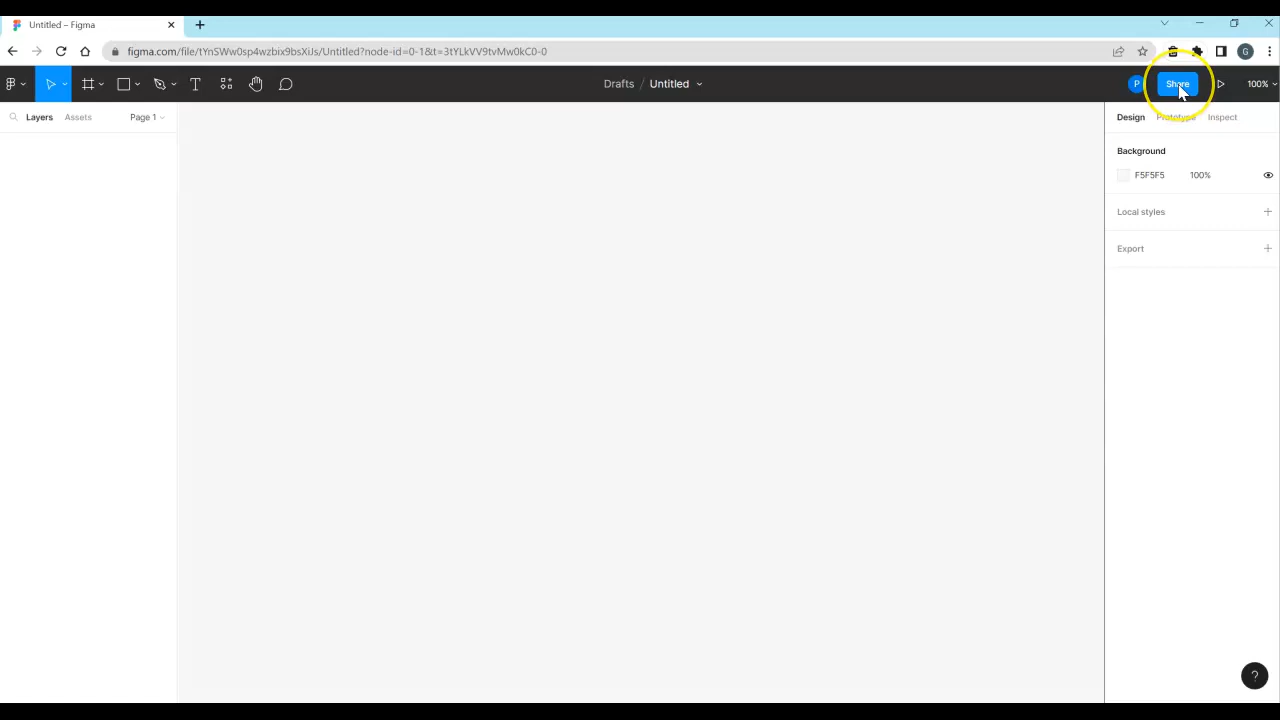 Untitled – Figma
figma.com/file/tYnSWw0sp4wzbix9bsXiJs/Untitled?node-id=0-1&t=3tYLkVV9tvMw0kC0-0
G
Drafts / Untitled
P
Share
100%
Layers
Assets
Page 1
Design
Prototype
Inspect
Background
F5F5F5
100%
Local styles
Export
?